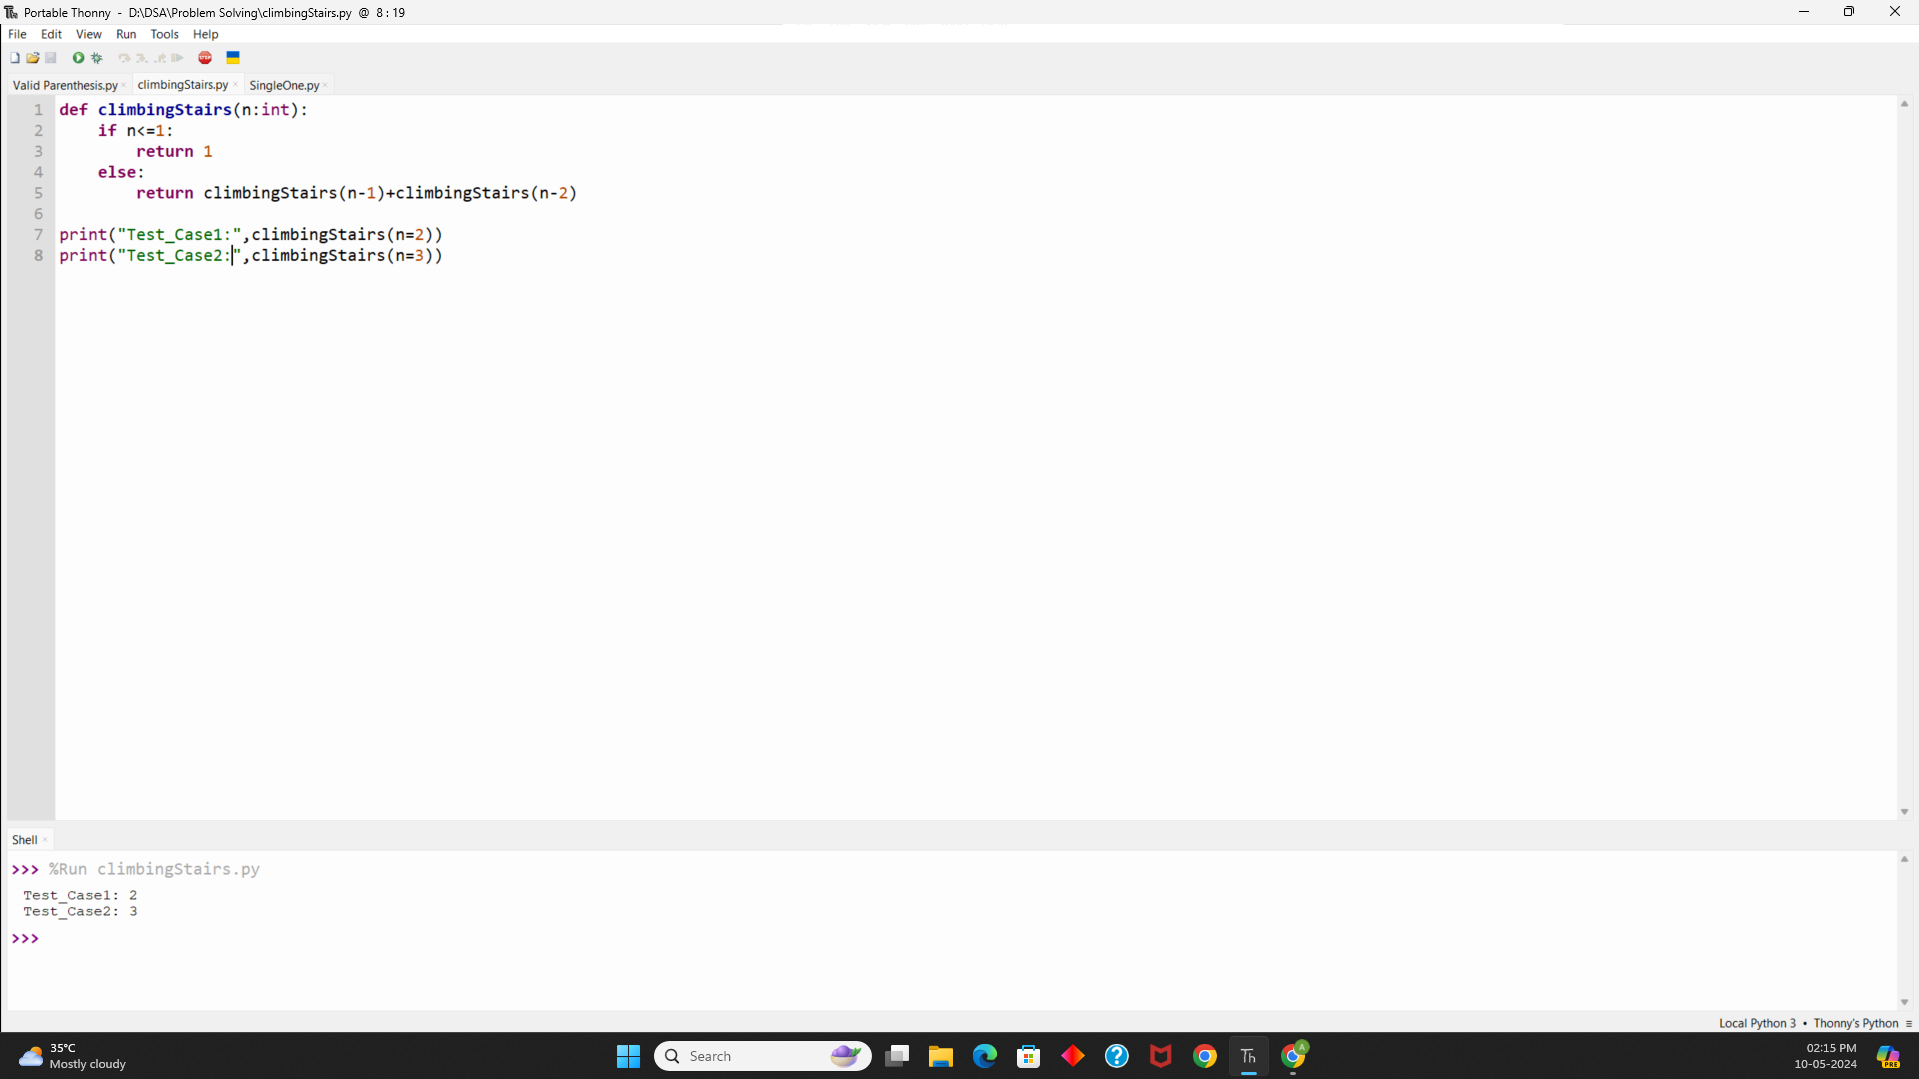 Portable Thonny - D:\DSA\Problem Solving\climbingStairs.py @ 8 : 19
File Edit View Run Tools Help
STOP
Valid Parenthesis.py × climbingStairs.py × SingleOne.py ×
1 def climbingStairs(n:int):
2     if n<=1:
3         return 1
4     else:
5         return climbingStairs(n-1)+climbingStairs(n-2)
6
7 print("Test_Case1:",climbingStairs(n=2))
8 print("Test_Case2:",climbingStairs(n=3))
Shell ×
>>> %Run climbingStairs.py
Test_Case1: 2
Test_Case2: 3
>>>
Local Python 3 • Thonny's Python ≡
35°C
Mostly cloudy
Search
Th
A
02:15 PM
10-05-2024
PRE